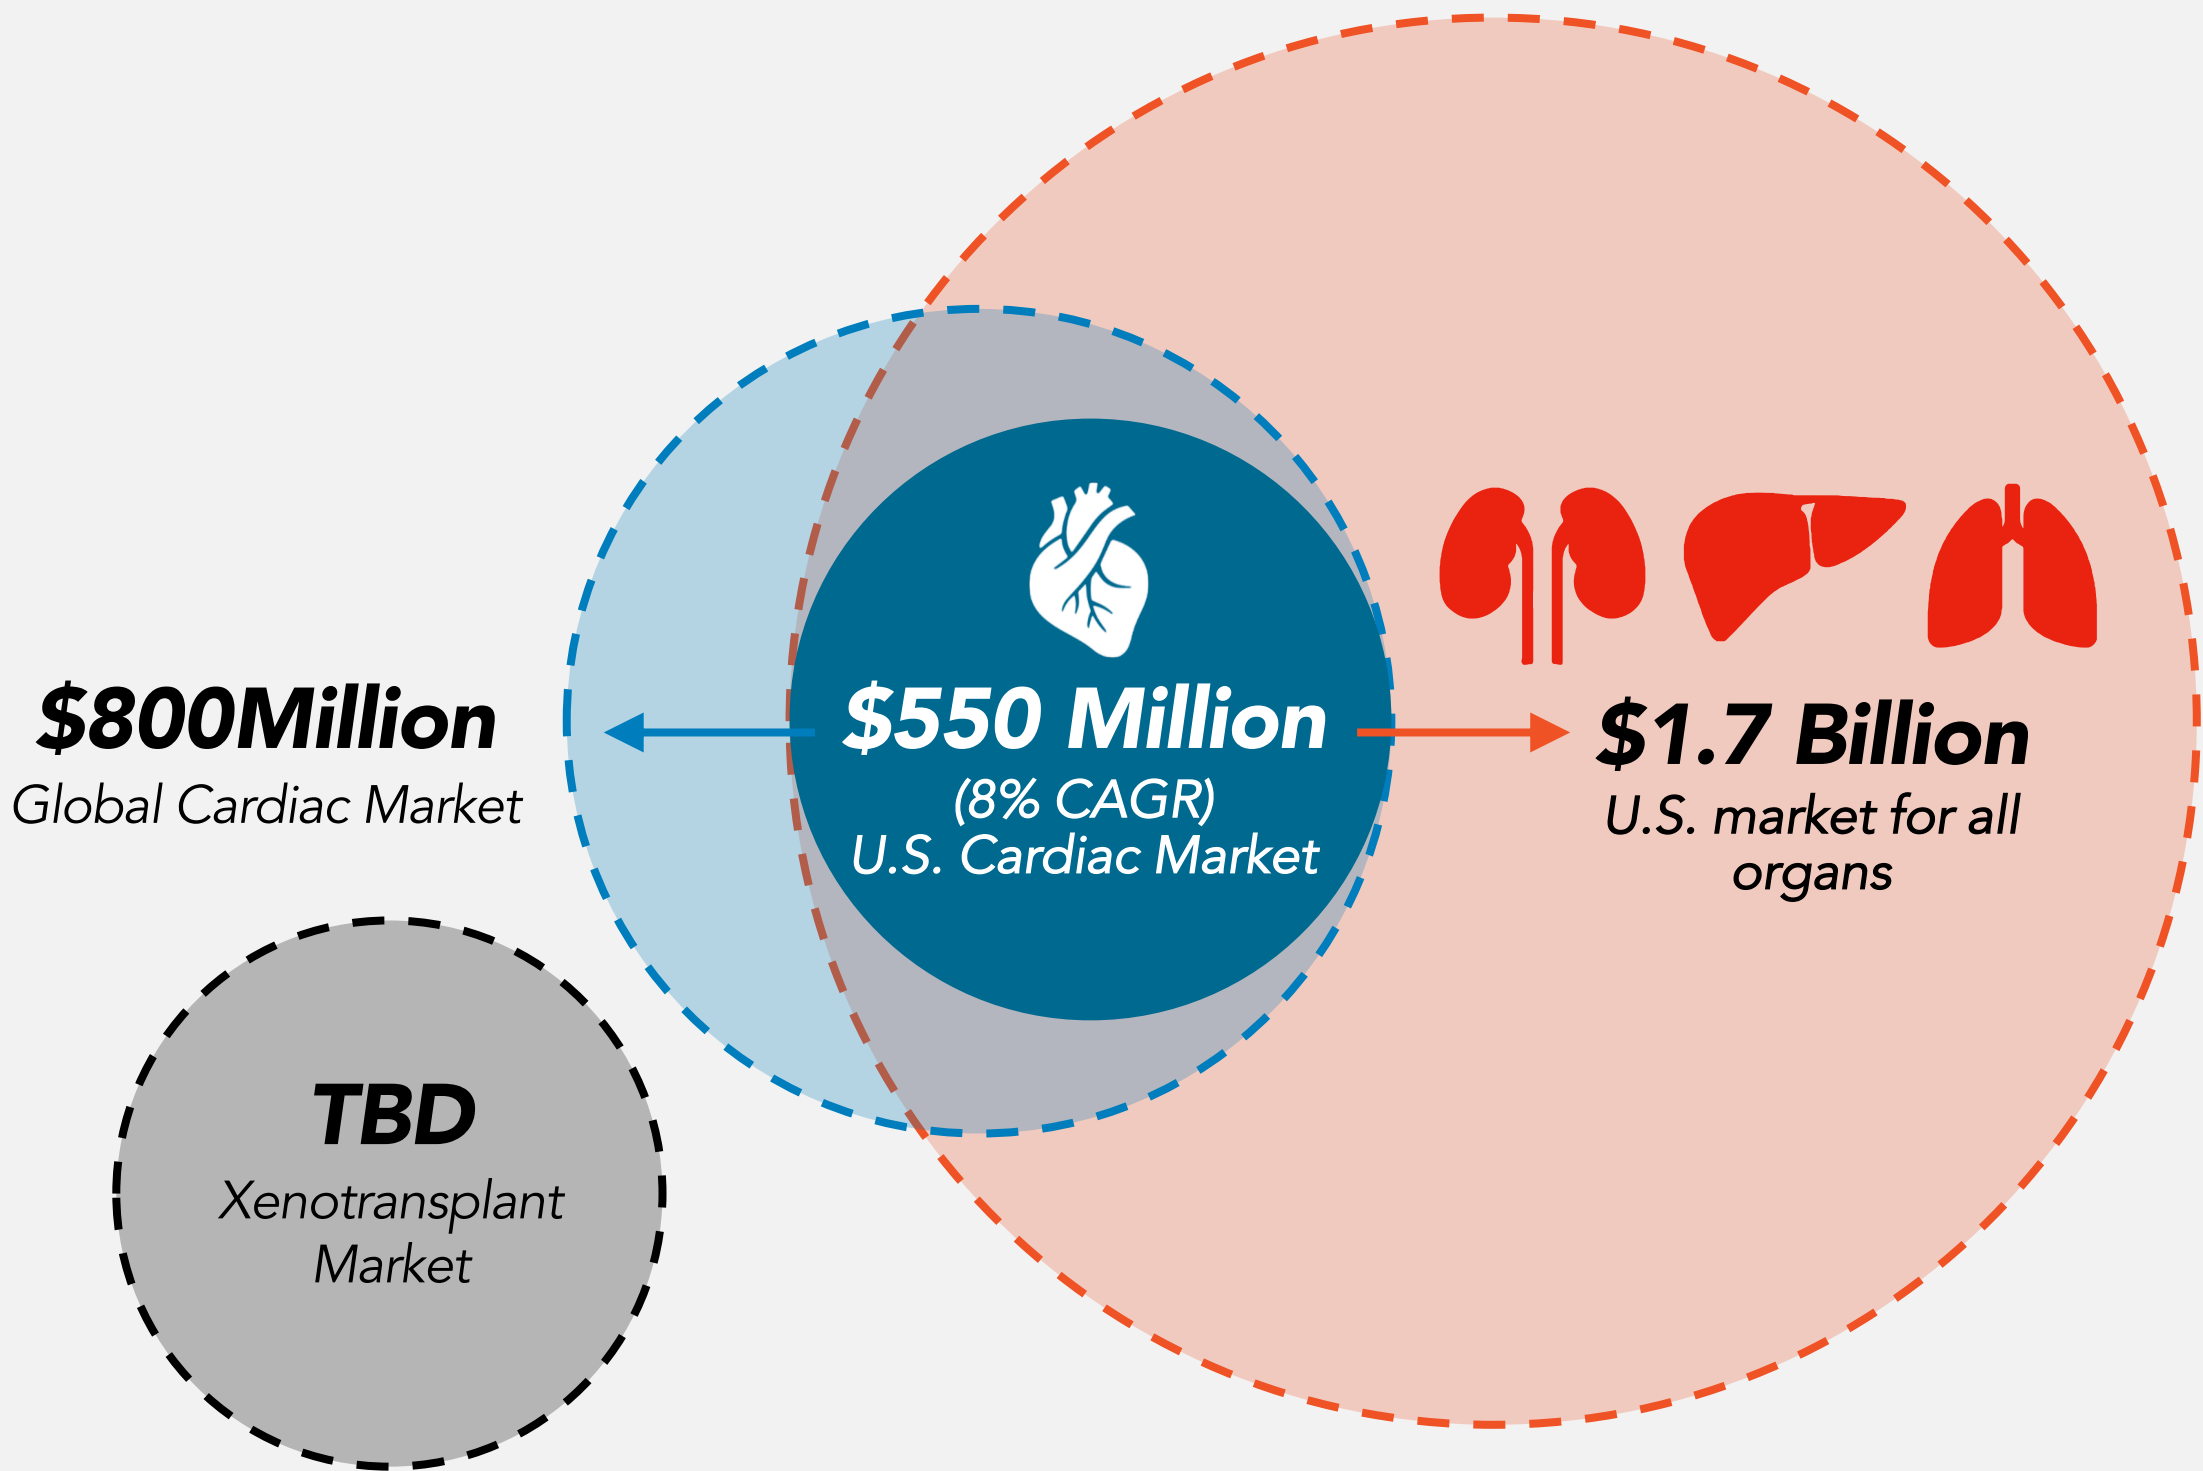 $800Million
Global Cardiac Market
$550 Million
(8% CAGR)
U.S. Cardiac Market
$1.7 Billion
U.S. market for all
organs
TBD
Xenotransplant
Market